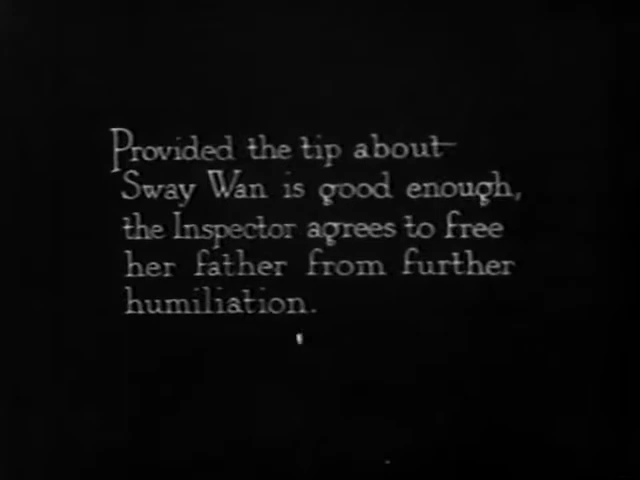 Provided the tip about
Sway Wan is good enough,
the Inspector agrees to free
her father from further
humiliation.